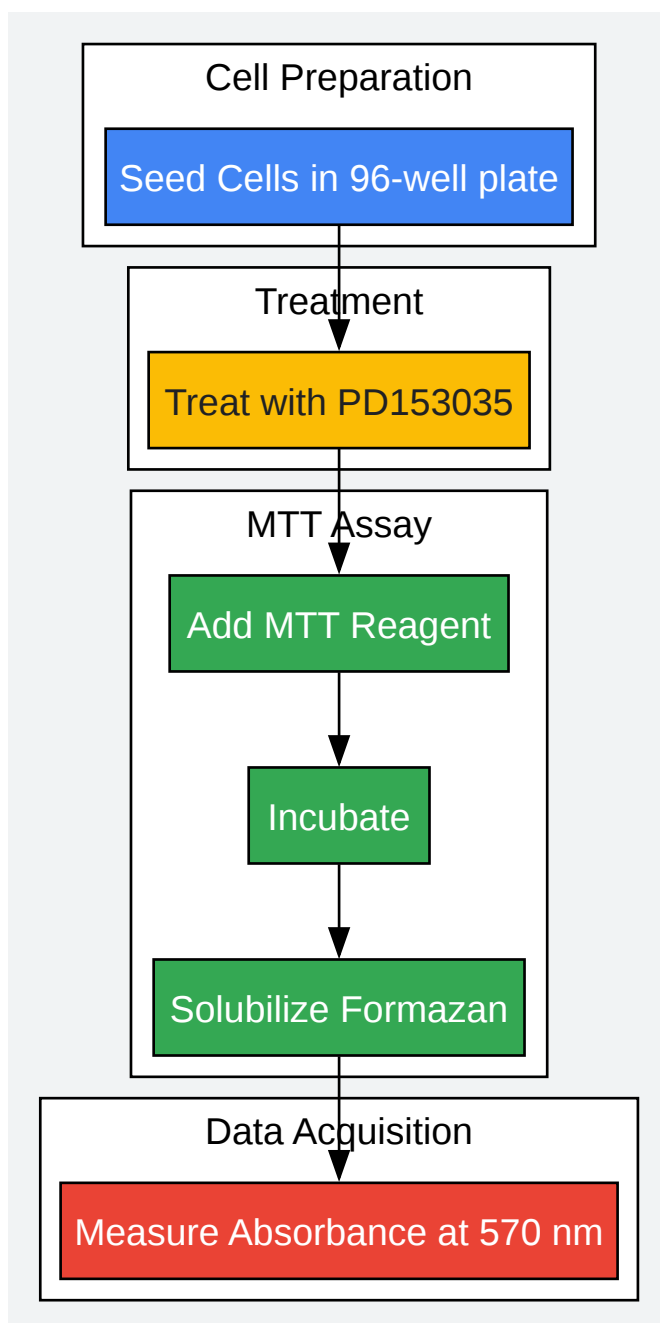 Cell Preparation
Seed Cells in 96-well plate
Treatment
Treat with PD153035
MTT Assay
Add MTT Reagent
Incubate
Solubilize Formazan
Data Acquisition
Measure Absorbance at 570 nm